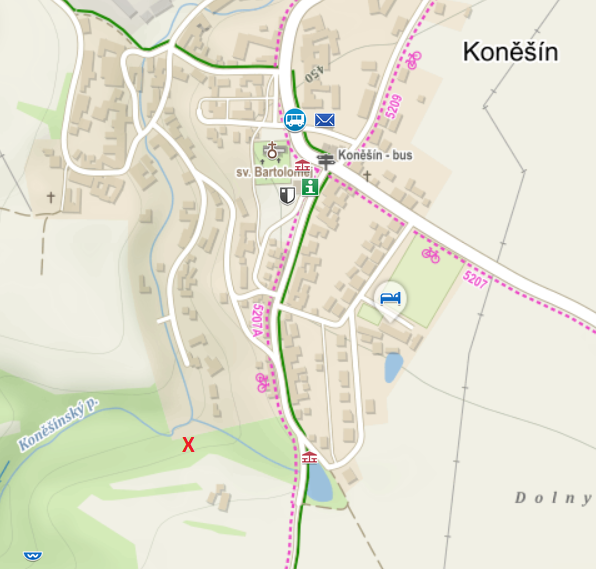 Koněšín
450
5209
Koněšín - bus
sv. Bartoloměj
i
5207
5207A
Koněšínský p.
X
Dolny